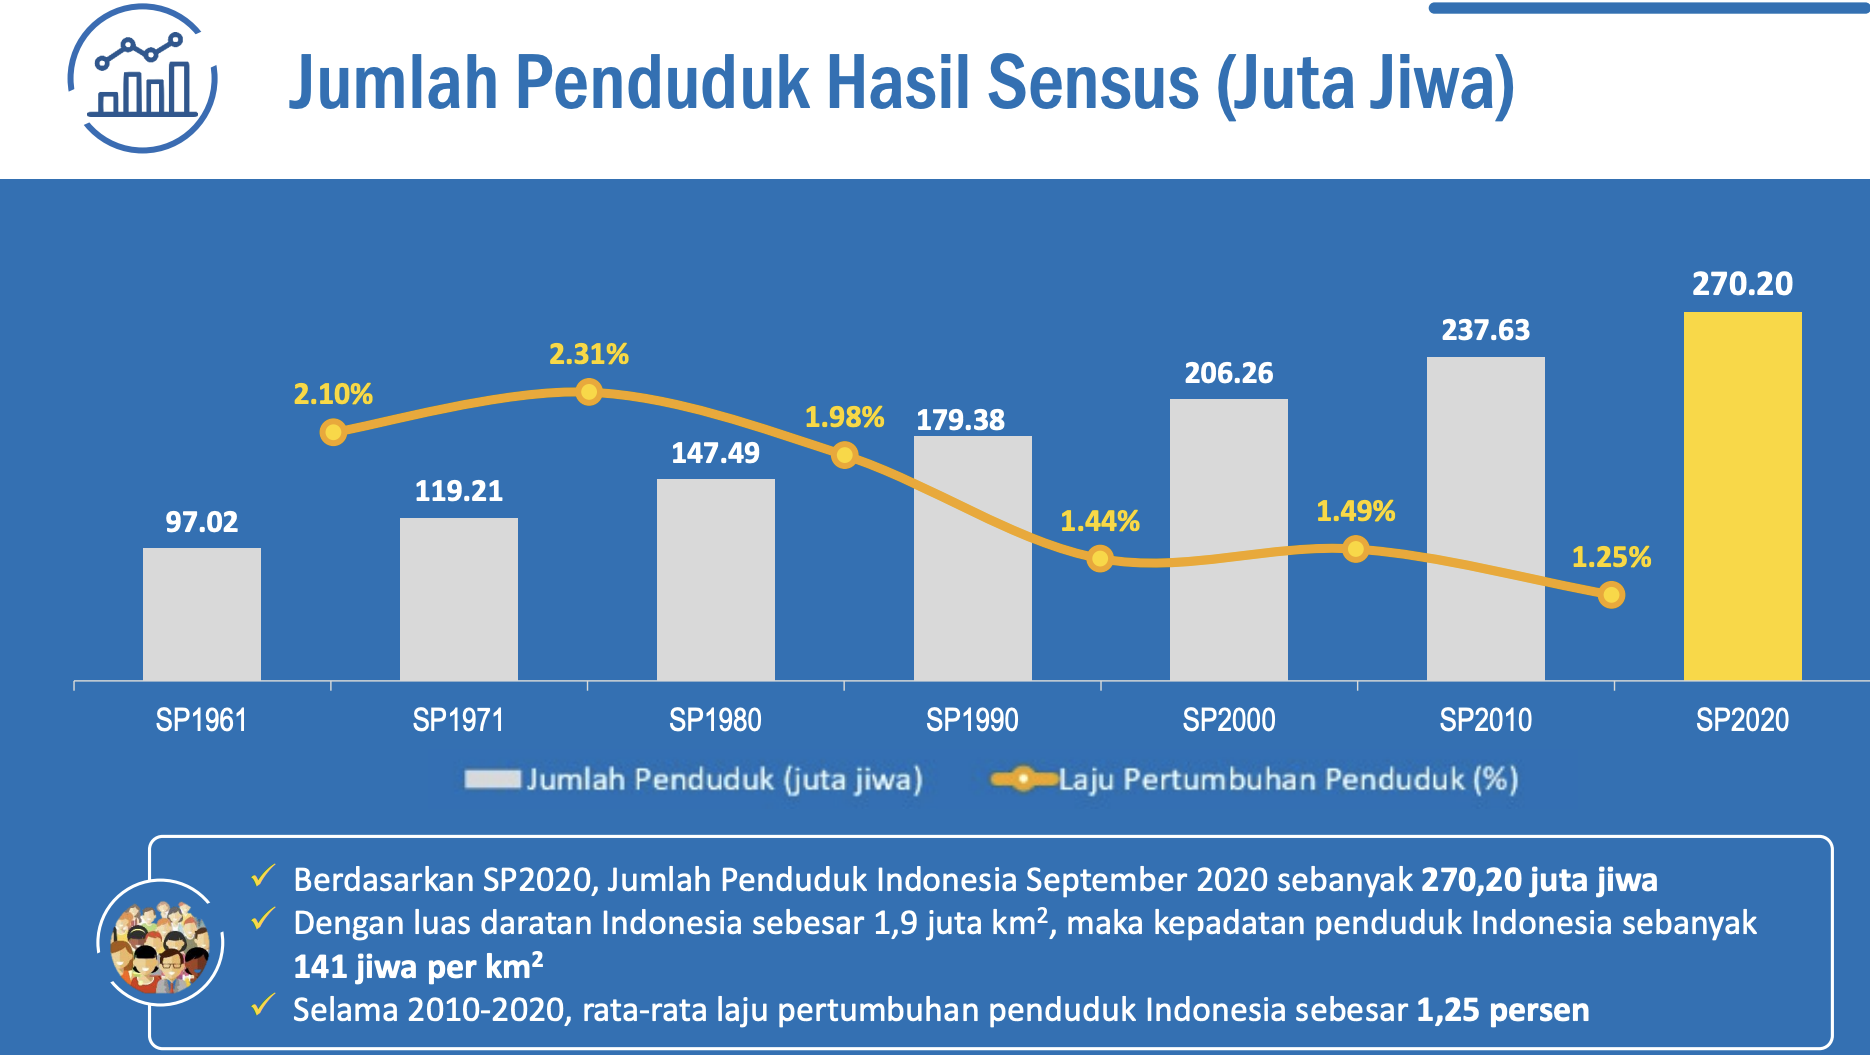 Jumlah Penduduk Hasil Sensus (Juta Jiwa)
270.20
237.63
2.31%
206.26
2.10%
1.98%
179.38
147.49
119.21
1.49%
97.02
1.44%
1.25%
SP1961 SP1971 SP1980 SP1990 SP2000 SP2010 SP2020
Jumlah Penduduk (juta jiwa) Laju Pertumbuhan Penduduk (%)
✓ Berdasarkan SP2020, Jumlah Penduduk Indonesia September 2020 sebanyak 270,20 juta jiwa
✓ Dengan luas daratan Indonesia sebesar 1,9 juta km², maka kepadatan penduduk Indonesia sebanyak
141 jiwa per km²
✓ Selama 2010-2020, rata-rata laju pertumbuhan penduduk Indonesia sebesar 1,25 persen